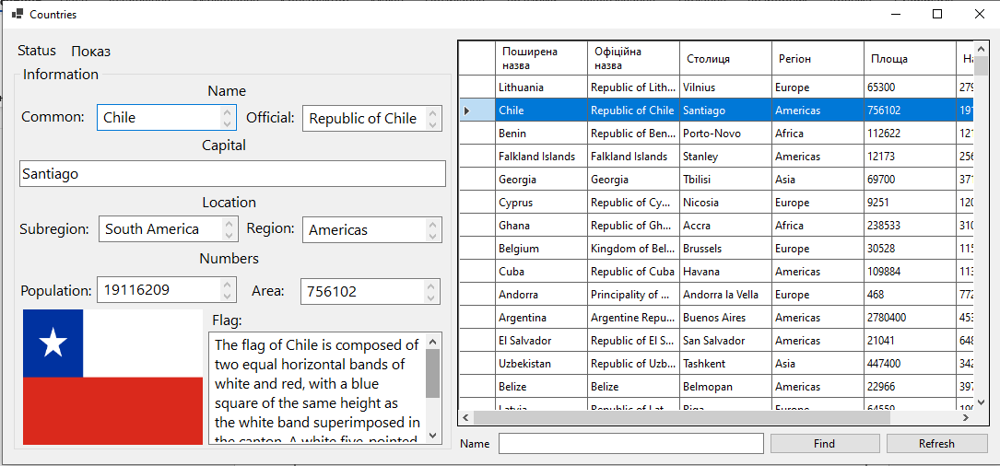 Countries
Status Показ
Information
Name
Common: Chile Official: Republic of Chile
Capital
Santiago
Location
Subregion: South America Region: Americas
Numbers
Population: 19116209 Area: 756102
Flag:
The flag of Chile is composed of
two equal horizontal bands of
white and red, with a blue
square of the same height as
the white band superimposed in
the canton. A white five-pointed
Поширена назва Офіційна назва Столиця Регіон Площа На
Lithuania Republic of Lith... Vilnius Europe 65300 279
Chile Republic of Chile Santiago Americas 756102 191
Benin Republic of Ben... Porto-Novo Africa 112622 121
Falkland Islands Falkland Islands Stanley Americas 12173 256
Georgia Georgia Tbilisi Asia 69700 371
Cyprus Republic of Cy... Nicosia Europe 9251 120
Ghana Republic of Gh... Accra Africa 238533 310
Belgium Kingdom of Bel... Brussels Europe 30528 115
Cuba Republic of Cuba Havana Americas 109884 113
Andorra Principality of ... Andorra la Vella Europe 468 772
Argentina Argentine Repu... Buenos Aires Americas 2780400 453
El Salvador Republic of El S... San Salvador Americas 21041 648
Uzbekistan Republic of Uzb... Tashkent Asia 447400 342
Belize Belize Belmopan Americas 22966 397
Latvia Republic of Lat... Riga Europe 64559 190
Name Find Refresh